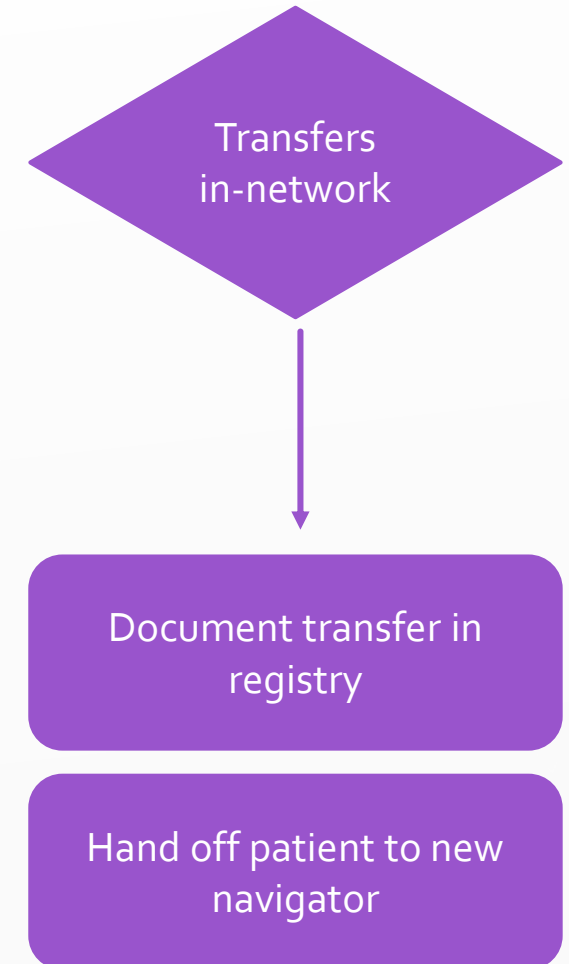 Transfers
in-network
Document transfer in
registry
Hand off patient to new
navigator